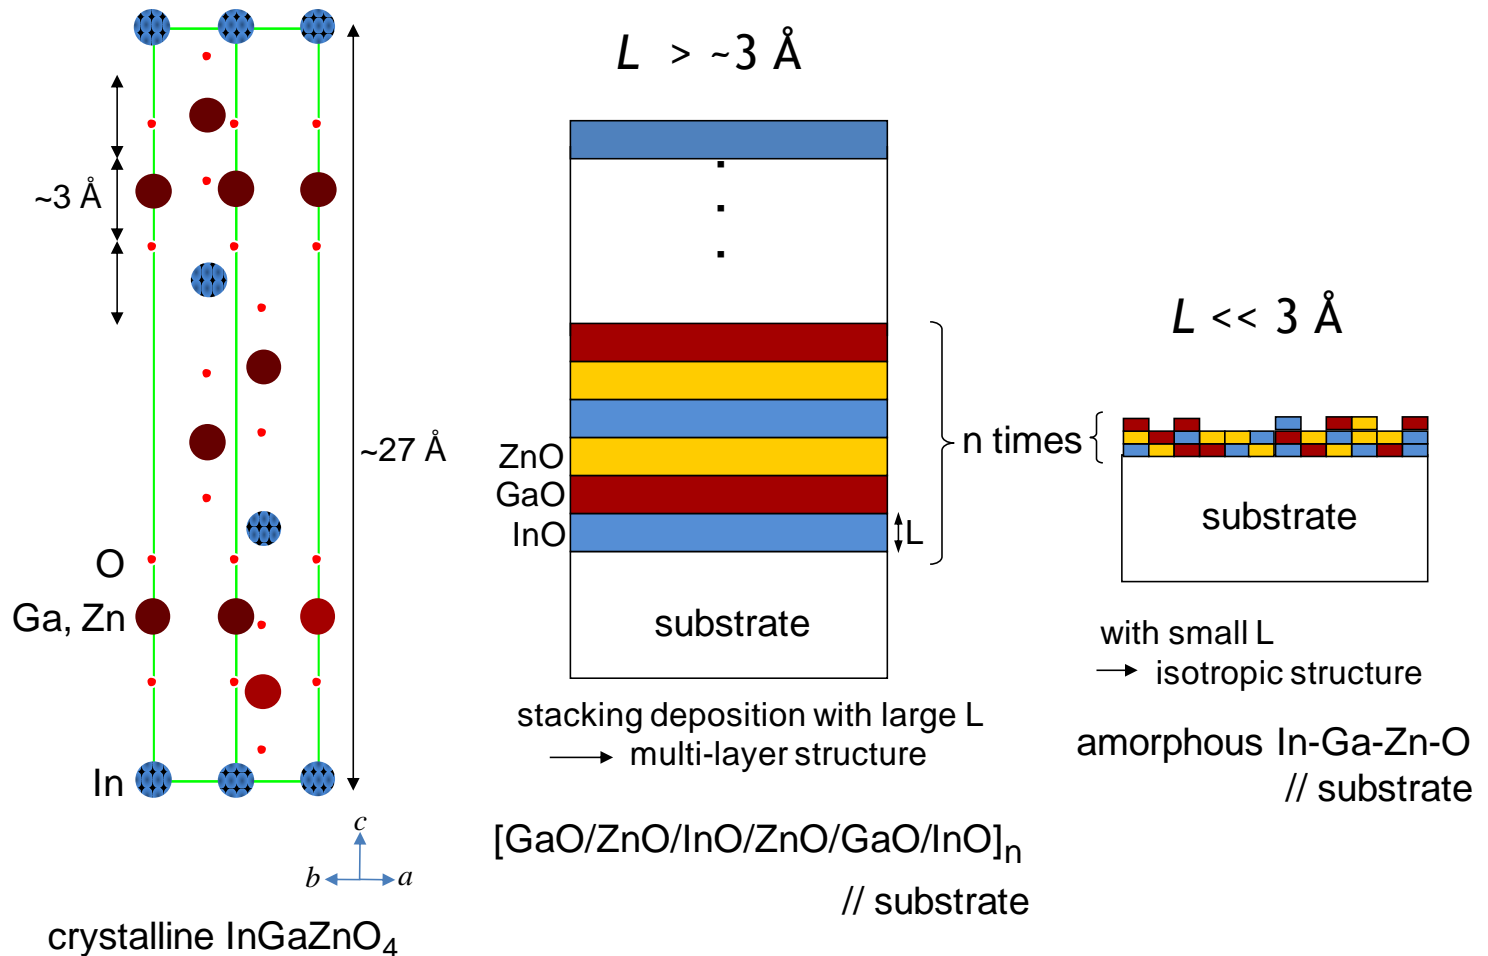 ~3 Å
~27 Å
O
Ga, Zn
In
c
b
a
crystalline InGaZnO4
L > ~3 Å
ZnO
GaO
InO
L
n times
substrate
stacking deposition with large L
multi-layer structure
[GaO/ZnO/InO/ZnO/GaO/InO]n
// substrate
L << 3 Å
substrate
with small L
isotropic structure
amorphous In-Ga-Zn-O
// substrate